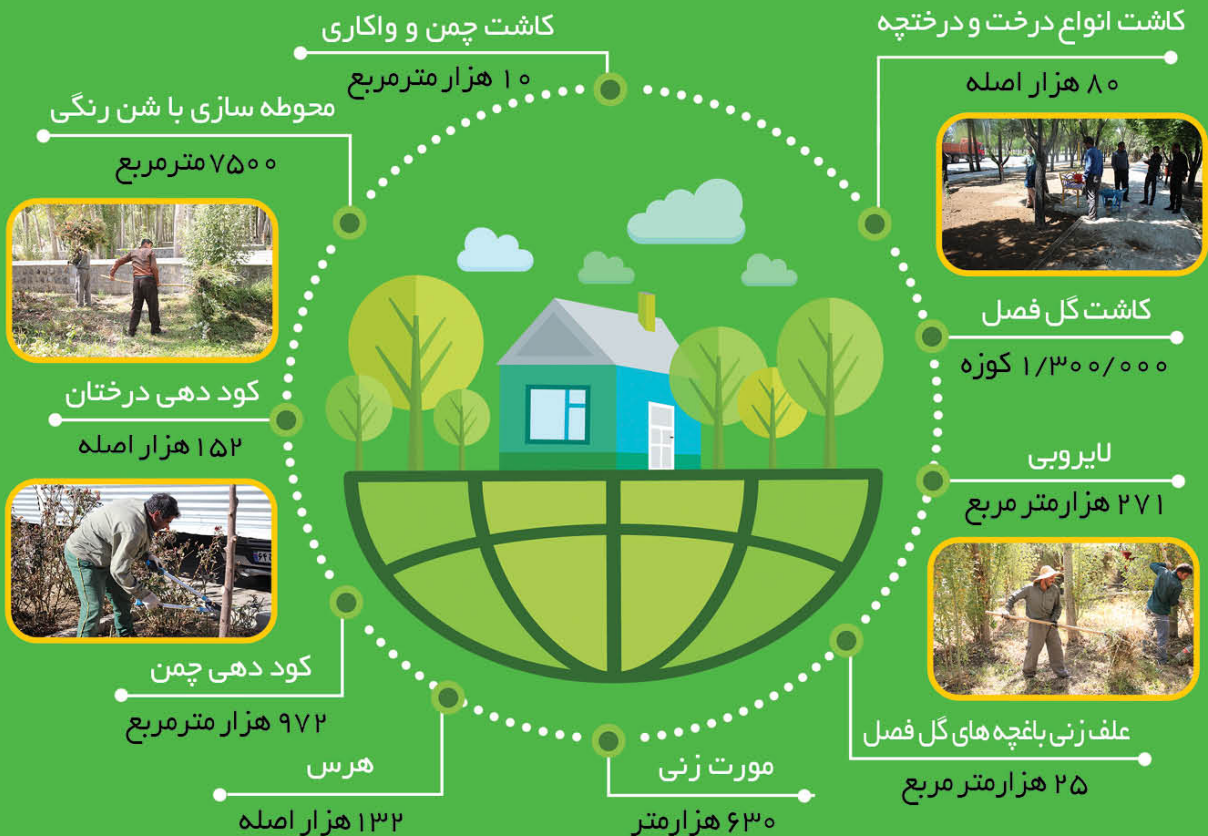 کاشت انواع درخت و درختچه
۸۰ هزار اصله
کاشت گل فصل
۱/۳۰۰/۰۰۰ کوزه
لایروبی
۲۷۱ هزارمتر مربع
علف زنی باغچه های گل فصل
۲۵ هزارمتر مربع
مورت زنی
۶۳۰ هزارمتر
هرس
۱۳۲ هزار اصله
کود دهی چمن
۹۷۲ هزار مترمربع
کود دهی درختان
۱۵۲ هزار اصله
محوطه سازی با شن رنگی
۷۵۰۰ مترمربع
کاشت چمن و واکاری
۱۰ هزار مترمربع